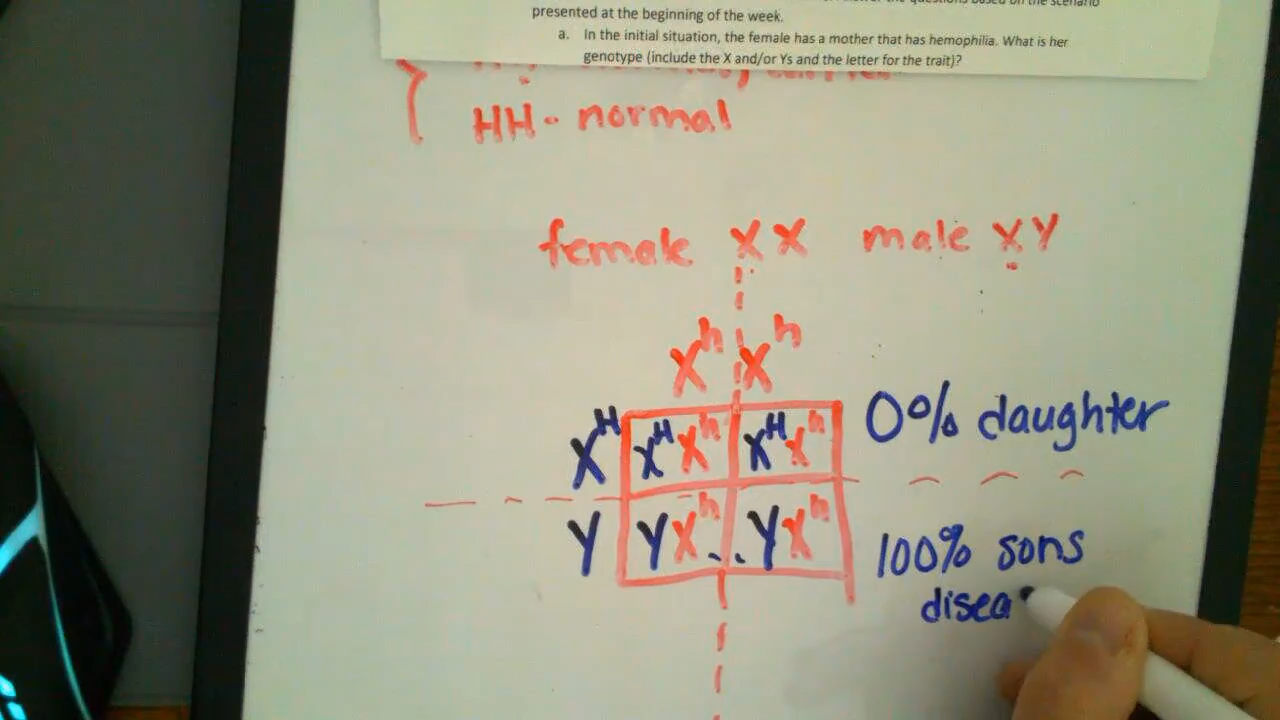 presented at the beginning of the week.
a. In the initial situation, the female has a mother that has hemophilia. What is her
genotype (include the X and/or Ys and the letter for the trait)?
HH - normal
female XX male XY
X^h X^h
X^H X^H X^h X^H X^h 0% daughter
Y Y X^h Y X^h 100% sons
disea